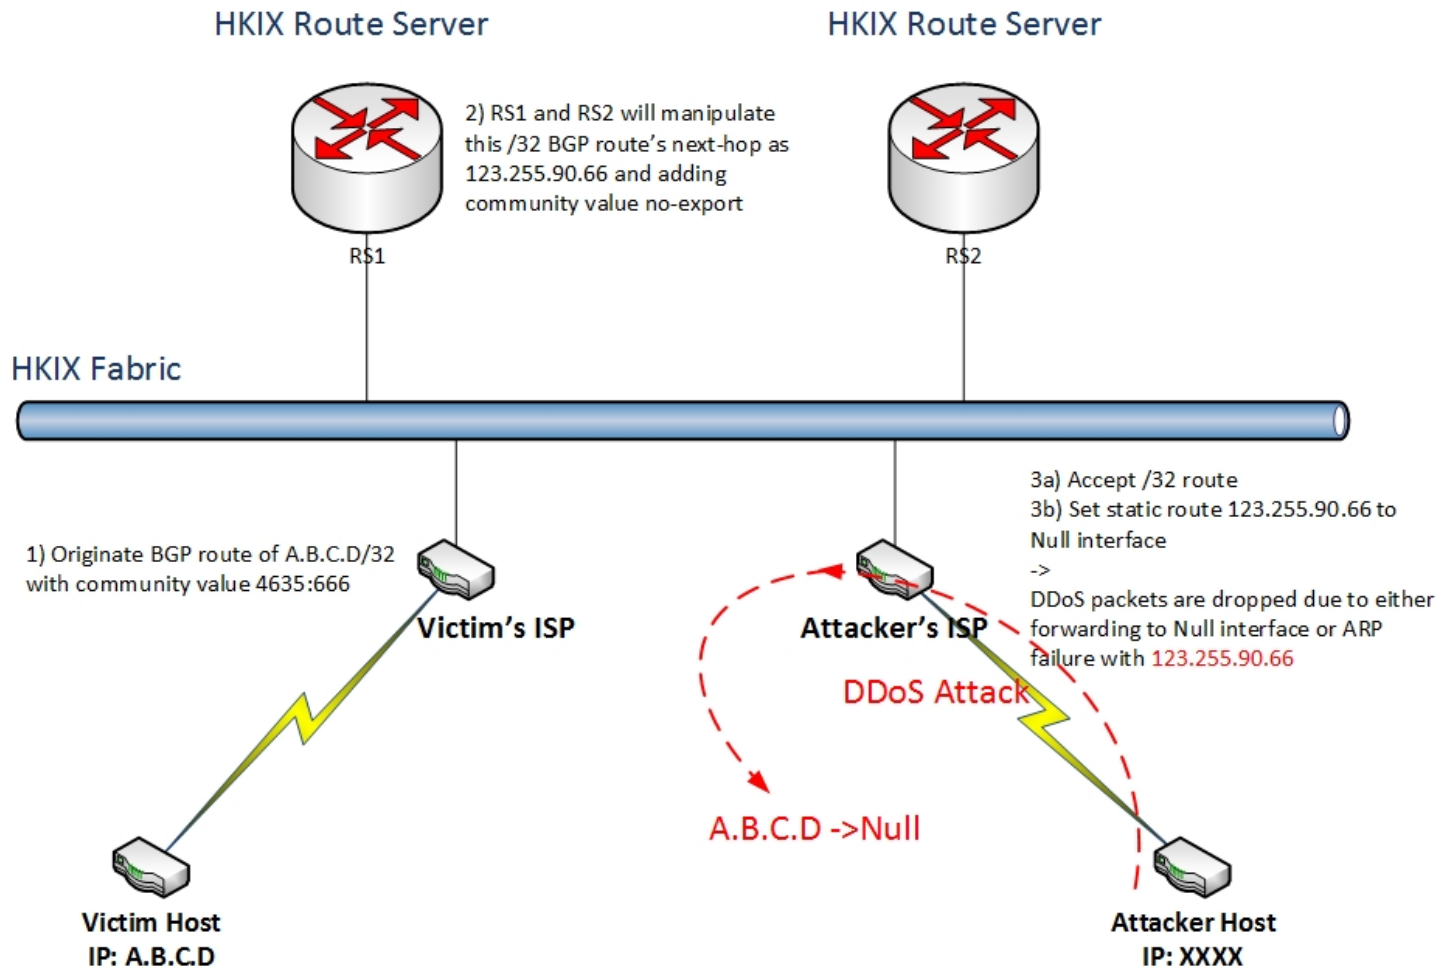 HKIX Route Server
HKIX Route Server
2) RS1 and RS2 will manipulate
this /32 BGP route's next-hop as
123.255.90.66 and adding
community value no-export
RS1
RS2
HKIX Fabric
1) Originate BGP route of A.B.C.D/32
with community value 4635:666
3a) Accept /32 route
3b) Set static route 123.255.90.66 to
Null interface
->
DDoS packets are dropped due to either
forwarding to Null interface or ARP
failure with 123.255.90.66
Victim's ISP
Attacker's ISP
DDoS Attack
A.B.C.D ->Null
Victim Host
IP: A.B.C.D
Attacker Host
IP: XXXX